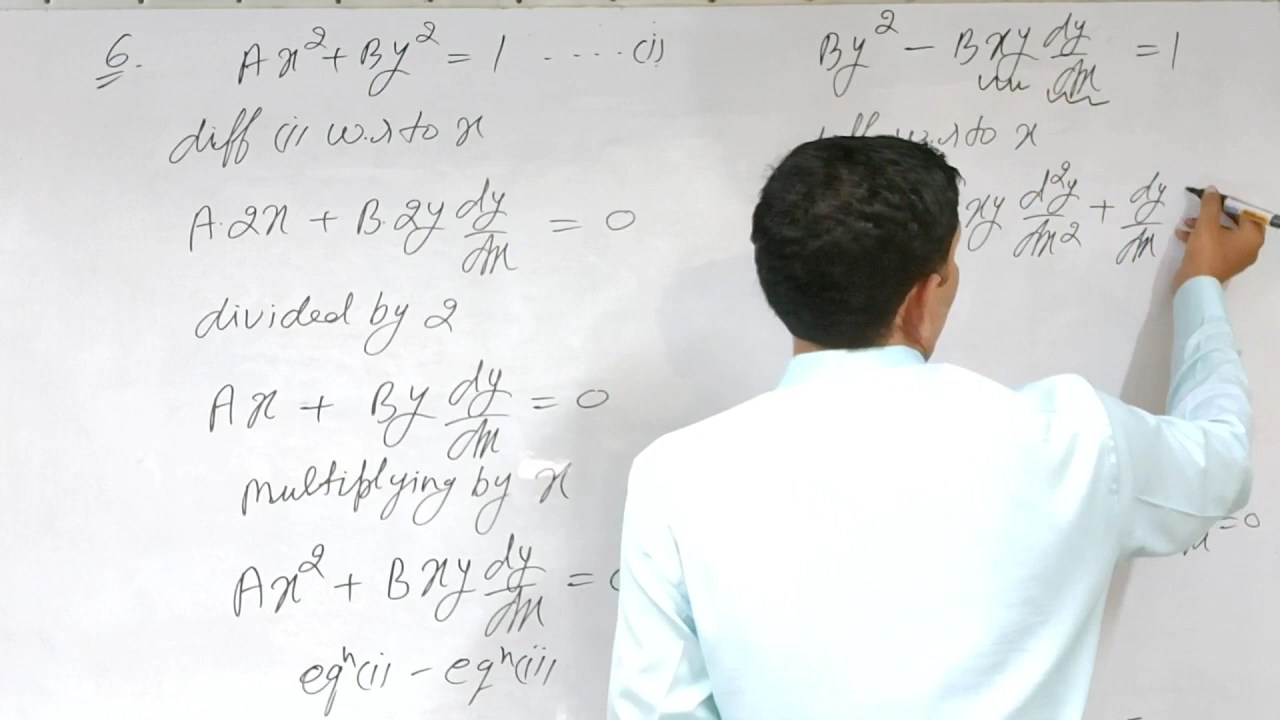 6. Ax² + By² = 1 ..... (i)
diff (i) w.r to x
A.2x + B.2y dy/dx = 0
divided by 2
Ax + By dy/dx = 0
multiplying by x
Ax² + Bxy dy/dx =
eqⁿ(i) - eqⁿ(ii)
By² - Bxy dy/dx = 1
w.r to x
xy d²y/dx² + dy/dx
=0